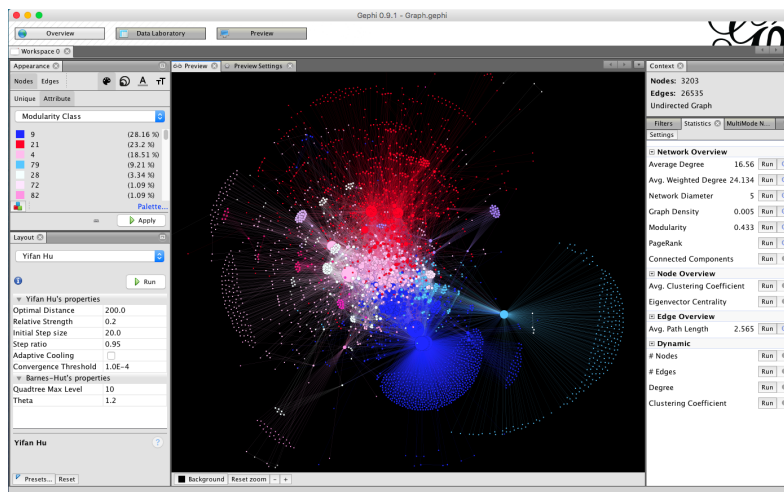 Gephi 0.9.1 - Graph.gephi
Overview
Data Laboratory
Preview
Workspace 0
Appearance
Nodes Edges
Unique Attribute
Modularity Class
9 (28.16 %)
21 (23.2 %)
4 (18.51 %)
79 (9.21 %)
28 (3.34 %)
72 (1.09 %)
82 (1.09 %)
Palette...
Apply
Layout
Yifan Hu
Run
Yifan Hu's properties
Optimal Distance 200.0
Relative Strength 0.2
Initial Step size 20.0
Step ratio 0.95
Adaptive Cooling
Convergence Threshold 1.0E-4
Barnes-Hut's properties
Quadtree Max Level 10
Theta 1.2
Yifan Hu
Presets... Reset
Preview Preview Settings
Background Reset zoom - +
Context
Nodes: 3203
Edges: 26535
Undirected Graph
Filters Statistics MultiMode N...
Settings
Network Overview
Average Degree 16.56 Run
Avg. Weighted Degree 24.134 Run
Network Diameter 5 Run
Graph Density 0.005 Run
Modularity 0.433 Run
PageRank Run
Connected Components Run
Node Overview
Avg. Clustering Coefficient Run
Eigenvector Centrality Run
Edge Overview
Avg. Path Length 2.565 Run
Dynamic
# Nodes Run
# Edges Run
Degree Run
Clustering Coefficient Run